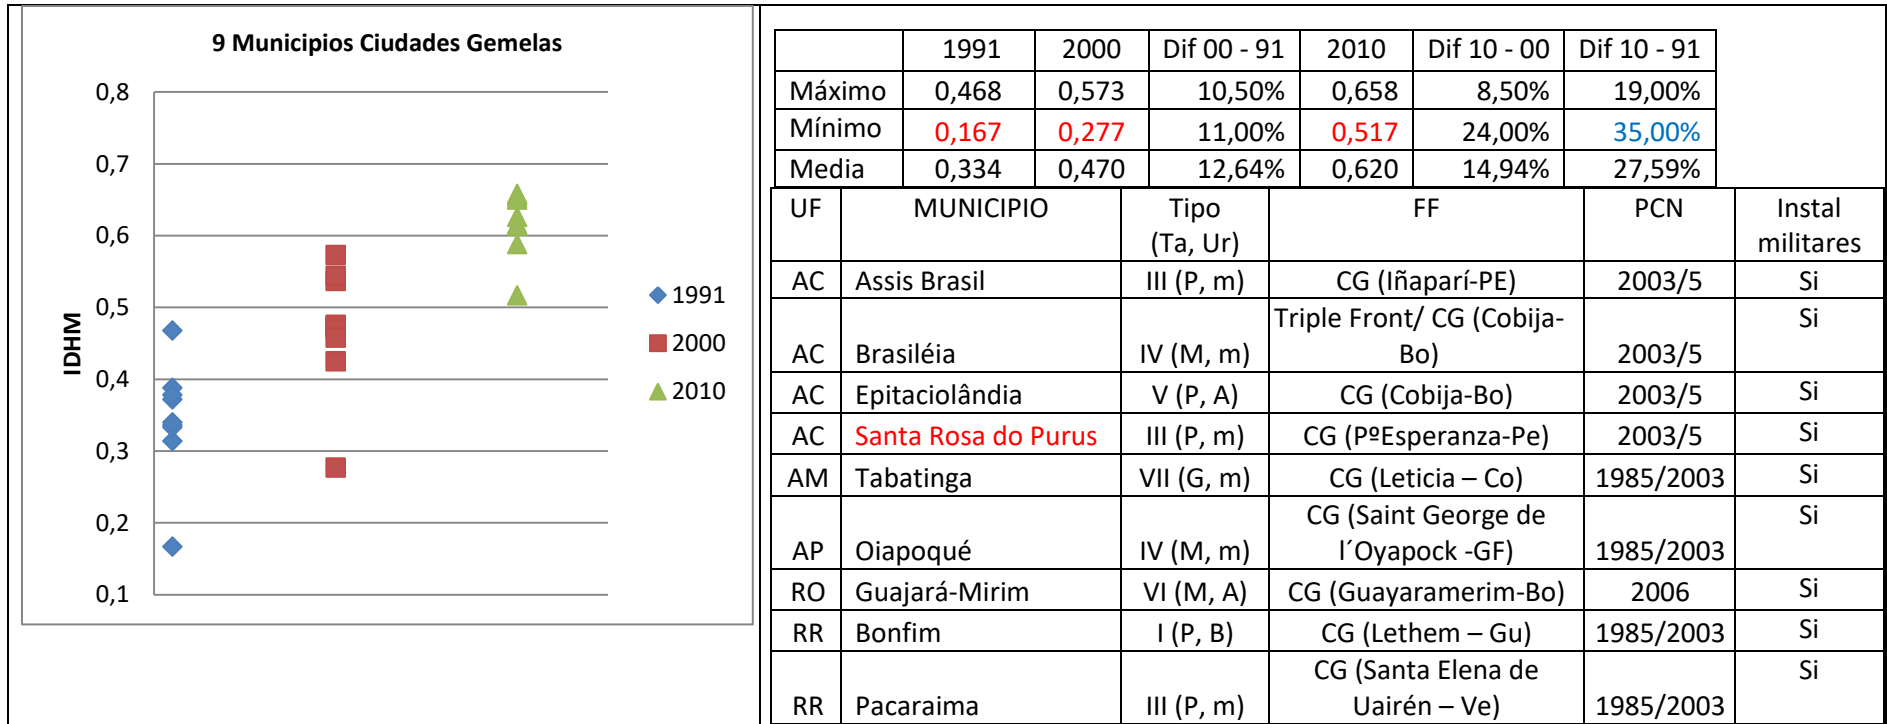 9 Municipios Ciudades Gemelas
0,8
0,7
0,6
0,5
0,4
0,3
0,2
0,1
IDHM
1991
2000
2010
1991 2000 Dif 00 - 91 2010 Dif 10 - 00 Dif 10 - 91
Máximo 0,468 0,573 10,50% 0,658 8,50% 19,00%
Mínimo 0,167 0,277 11,00% 0,517 24,00% 35,00%
Media 0,334 0,470 12,64% 0,620 14,94% 27,59%
UF MUNICIPIO Tipo FF PCN Instal
(Ta, Ur) militares
AC Assis Brasil III (P, m) CG (Iñaparí-PE) 2003/5 Si
Triple Front/ CG (Cobija- Si
AC Brasiléia IV (M, m) Bo) 2003/5
AC Epitaciolândia V (P, A) CG (Cobija-Bo) 2003/5 Si
AC Santa Rosa do Purus III (P, m) CG (PºEsperanza-Pe) 2003/5 Si
AM Tabatinga VII (G, m) CG (Leticia – Co) 1985/2003 Si
CG (Saint George de Si
AP Oiapoqué IV (M, m) l´Oyapock -GF) 1985/2003
RO Guajará-Mirim VI (M, A) CG (Guayaramerim-Bo) 2006 Si
RR Bonfim I (P, B) CG (Lethem – Gu) 1985/2003 Si
CG (Santa Elena de Si
RR Pacaraima III (P, m) Uairén – Ve) 1985/2003